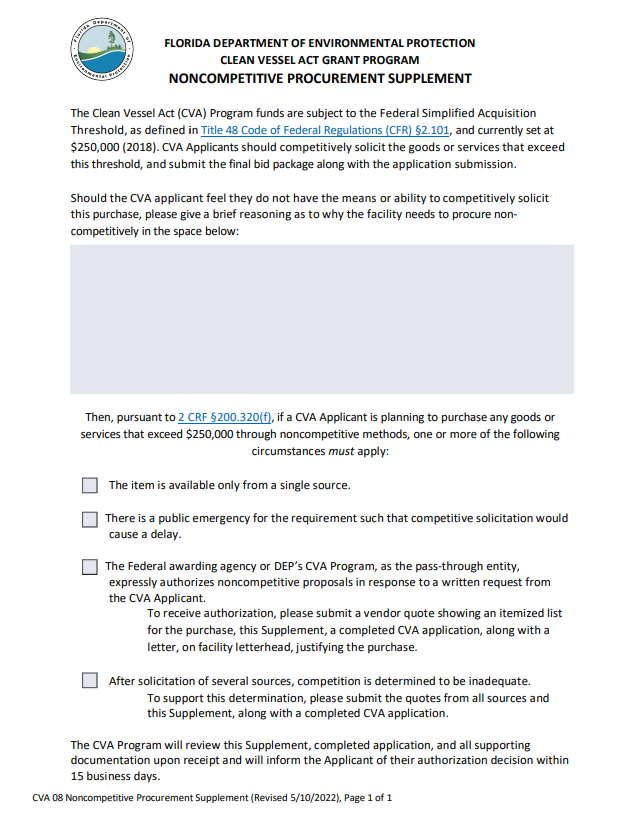 Florida Department of
Environmental Protection
FLORIDA DEPARTMENT OF ENVIRONMENTAL PROTECTION
CLEAN VESSEL ACT GRANT PROGRAM
NONCOMPETITIVE PROCUREMENT SUPPLEMENT
The Clean Vessel Act (CVA) Program funds are subject to the Federal Simplified Acquisition
Threshold, as defined in Title 48 Code of Federal Regulations (CFR) §2.101, and currently set at
$250,000 (2018). CVA Applicants should competitively solicit the goods or services that exceed
this threshold, and submit the final bid package along with the application submission.
Should the CVA applicant feel they do not have the means or ability to competitively solicit
this purchase, please give a brief reasoning as to why the facility needs to procure non-
competitively in the space below:
Then, pursuant to 2 CRF §200.320(f), if a CVA Applicant is planning to purchase any goods or
services that exceed $250,000 through noncompetitive methods, one or more of the following
circumstances must apply:
The item is available only from a single source.
There is a public emergency for the requirement such that competitive solicitation would
cause a delay.
The Federal awarding agency or DEP's CVA Program, as the pass-through entity,
expressly authorizes noncompetitive proposals in response to a written request from
the CVA Applicant.
To receive authorization, please submit a vendor quote showing an itemized list
for the purchase, this Supplement, a completed CVA application, along with a
letter, on facility letterhead, justifying the purchase.
After solicitation of several sources, competition is determined to be inadequate.
To support this determination, please submit the quotes from all sources and
this Supplement, along with a completed CVA application.
The CVA Program will review this Supplement, completed application, and all supporting
documentation upon receipt and will inform the Applicant of their authorization decision within
15 business days.
CVA 08 Noncompetitive Procurement Supplement (Revised 5/10/2022), Page 1 of 1